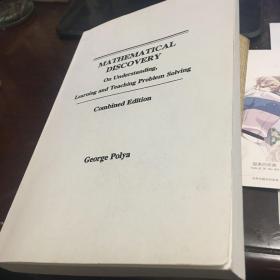 MATHEMATICAL
DISCOVERY
On Understanding,
Learning and Teaching Problem Solving
Combined Edition
George Polya